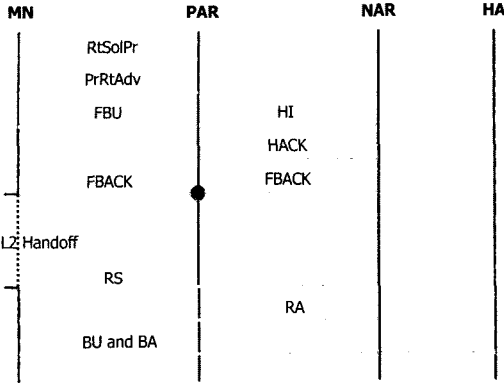 MN PAR NAR HA
RtSolPr
PrRtAdv
FBU HI
HACK
FBACK FBACK
L2 Handoff
RS
RA
BU and BA